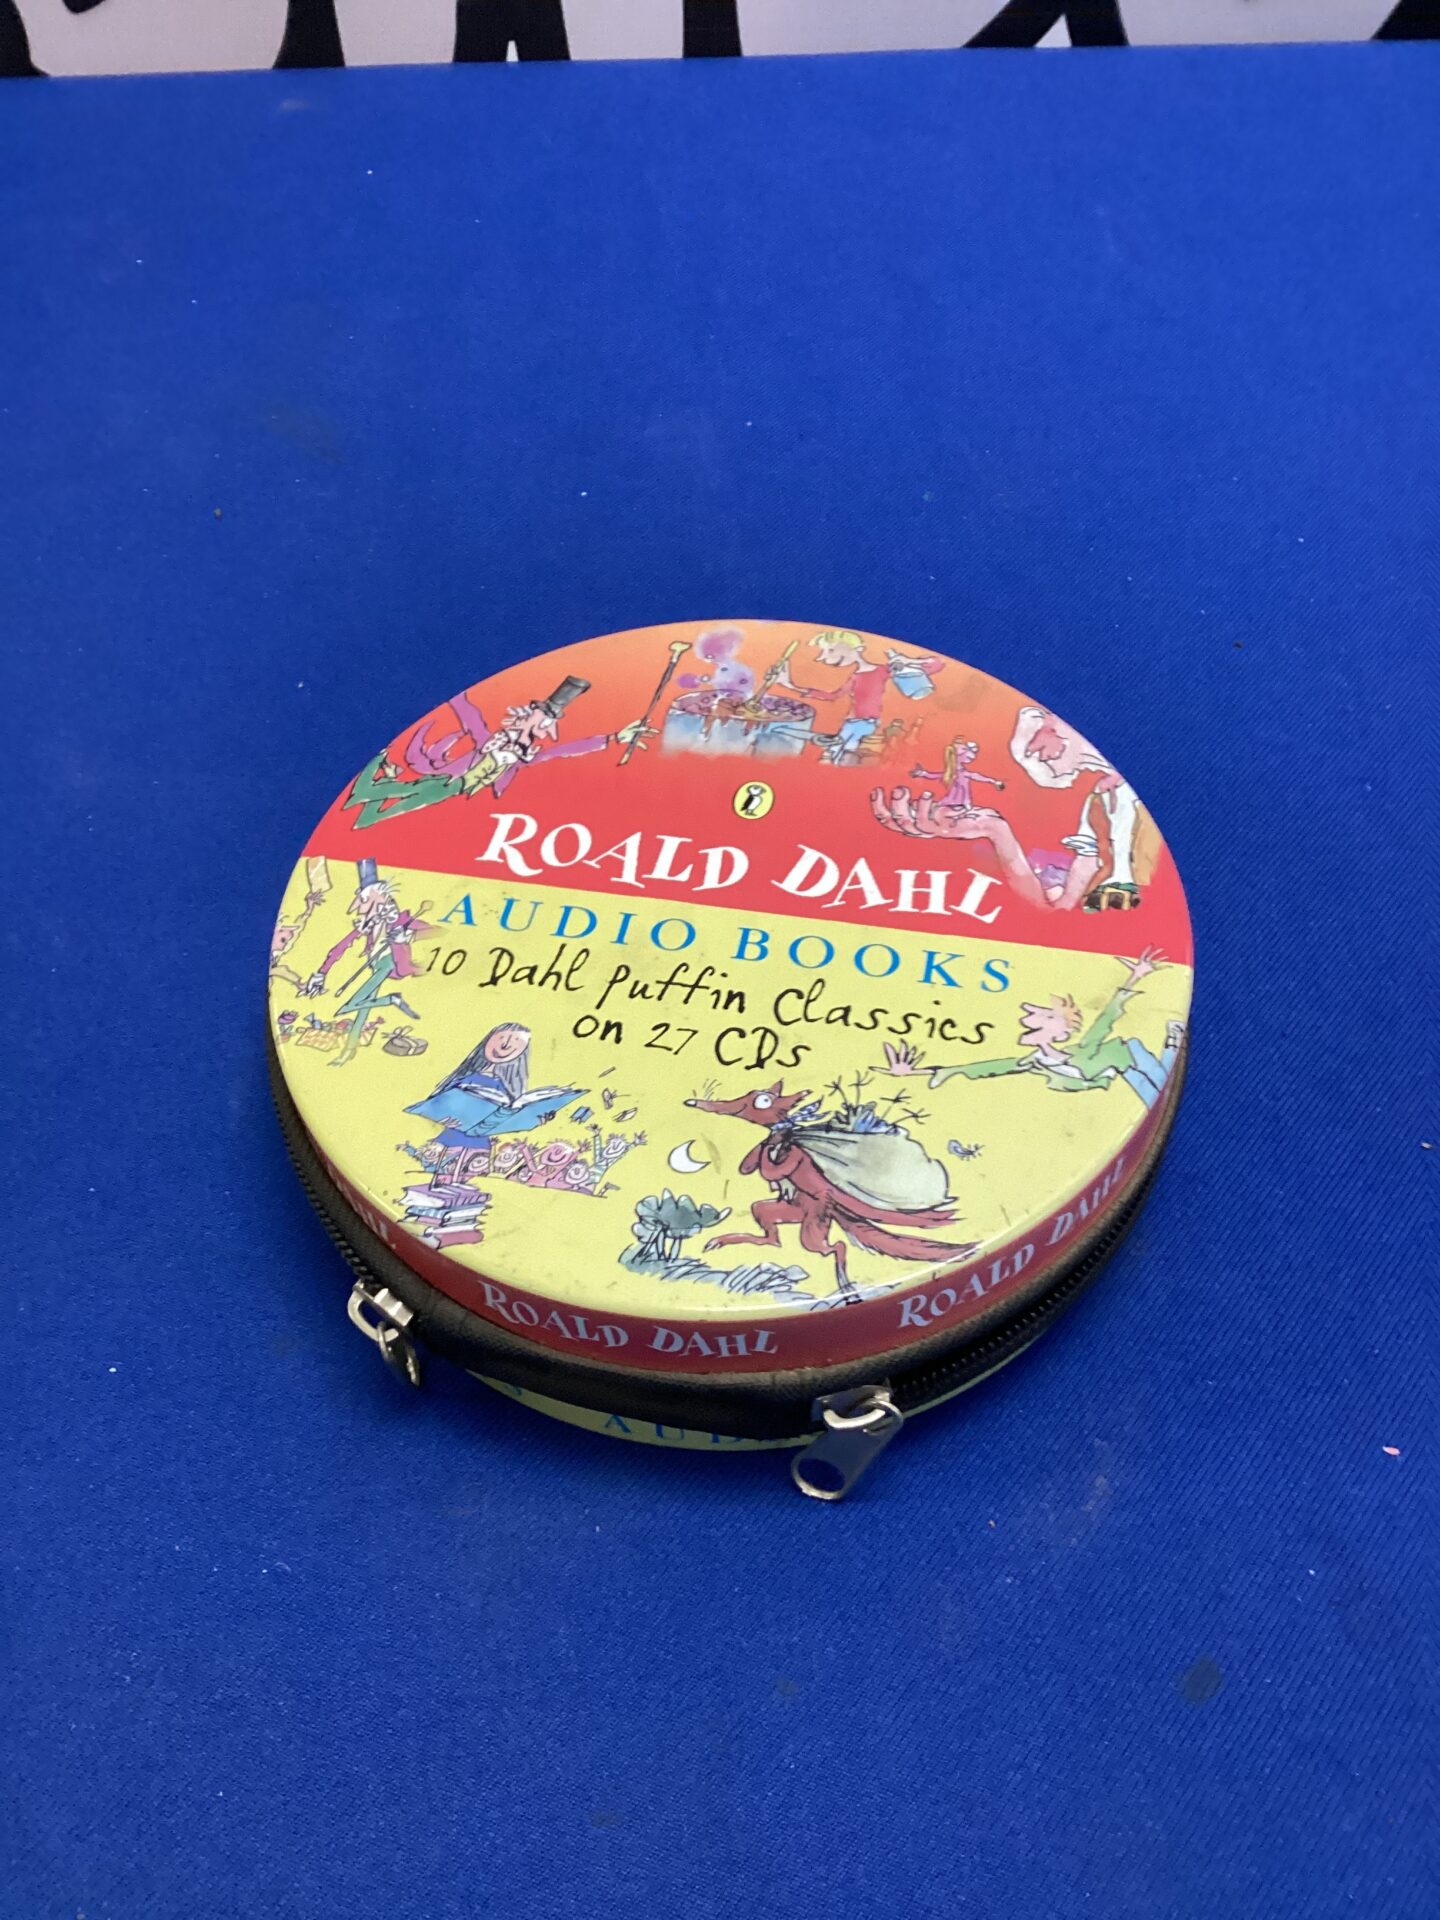 ROALD DAHL
AUDIO BOOKS
10 Dahl Puffin Classics
on 27 CDs
ROALD DAHL
ROALD DAHL